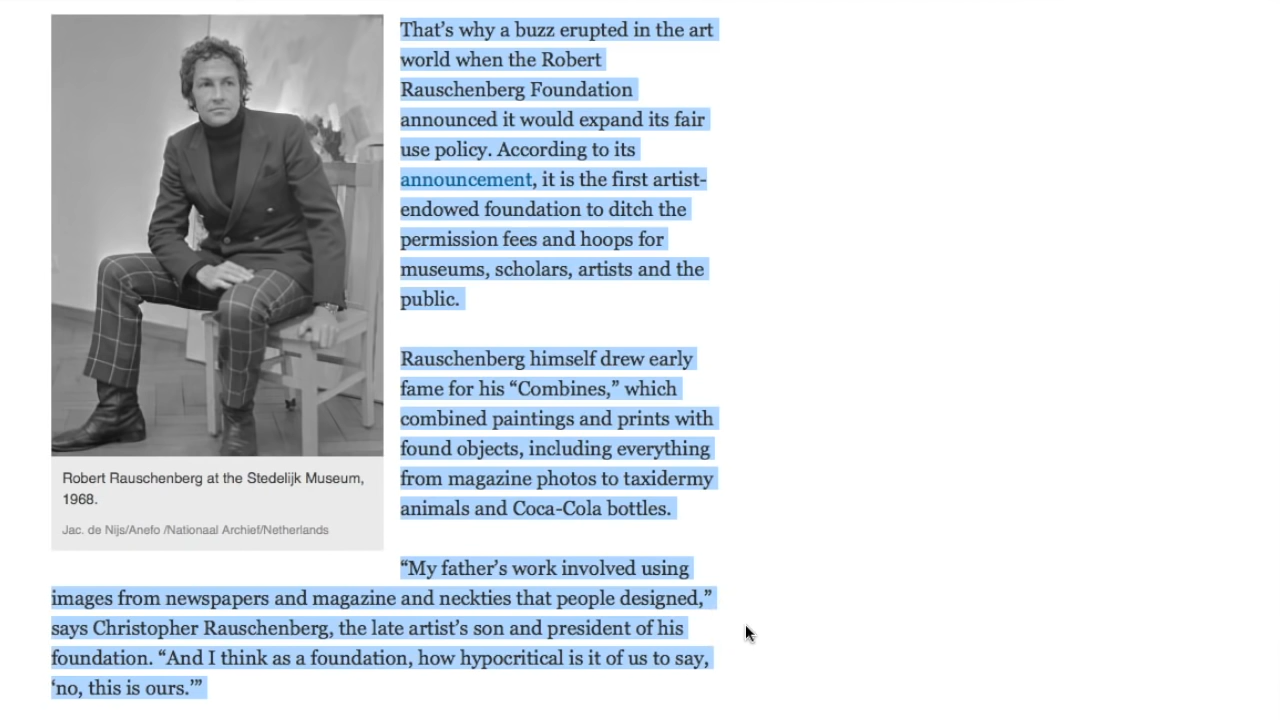 That’s why a buzz erupted in the art
world when the Robert
Rauschenberg Foundation
announced it would expand its fair
use policy. According to its
announcement, it is the first artist-
endowed foundation to ditch the
permission fees and hoops for
museums, scholars, artists and the
public.
Rauschenberg himself drew early
fame for his “Combines,” which
combined paintings and prints with
found objects, including everything
from magazine photos to taxidermy
animals and Coca-Cola bottles.
Robert Rauschenberg at the Stedelijk Museum,
1968.
Jac. de Nijs/Anefo /Nationaal Archief/Netherlands
“My father’s work involved using
images from newspapers and magazine and neckties that people designed,”
says Christopher Rauschenberg, the late artist’s son and president of his
foundation. “And I think as a foundation, how hypocritical is it of us to say,
‘no, this is ours.’”